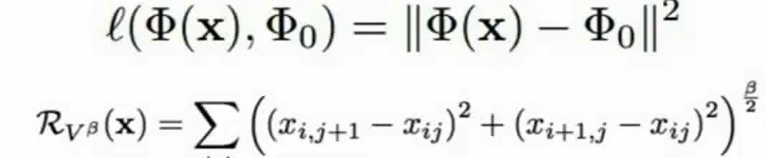 ℓ(Φ(x), Φ₀) = ‖Φ(x) − Φ₀‖²
ℛ_{V^β}(x) = ∑ ((x_{i,j+1} − x_{ij})² + (x_{i+1,j} − x_{ij})²)^{β/2}